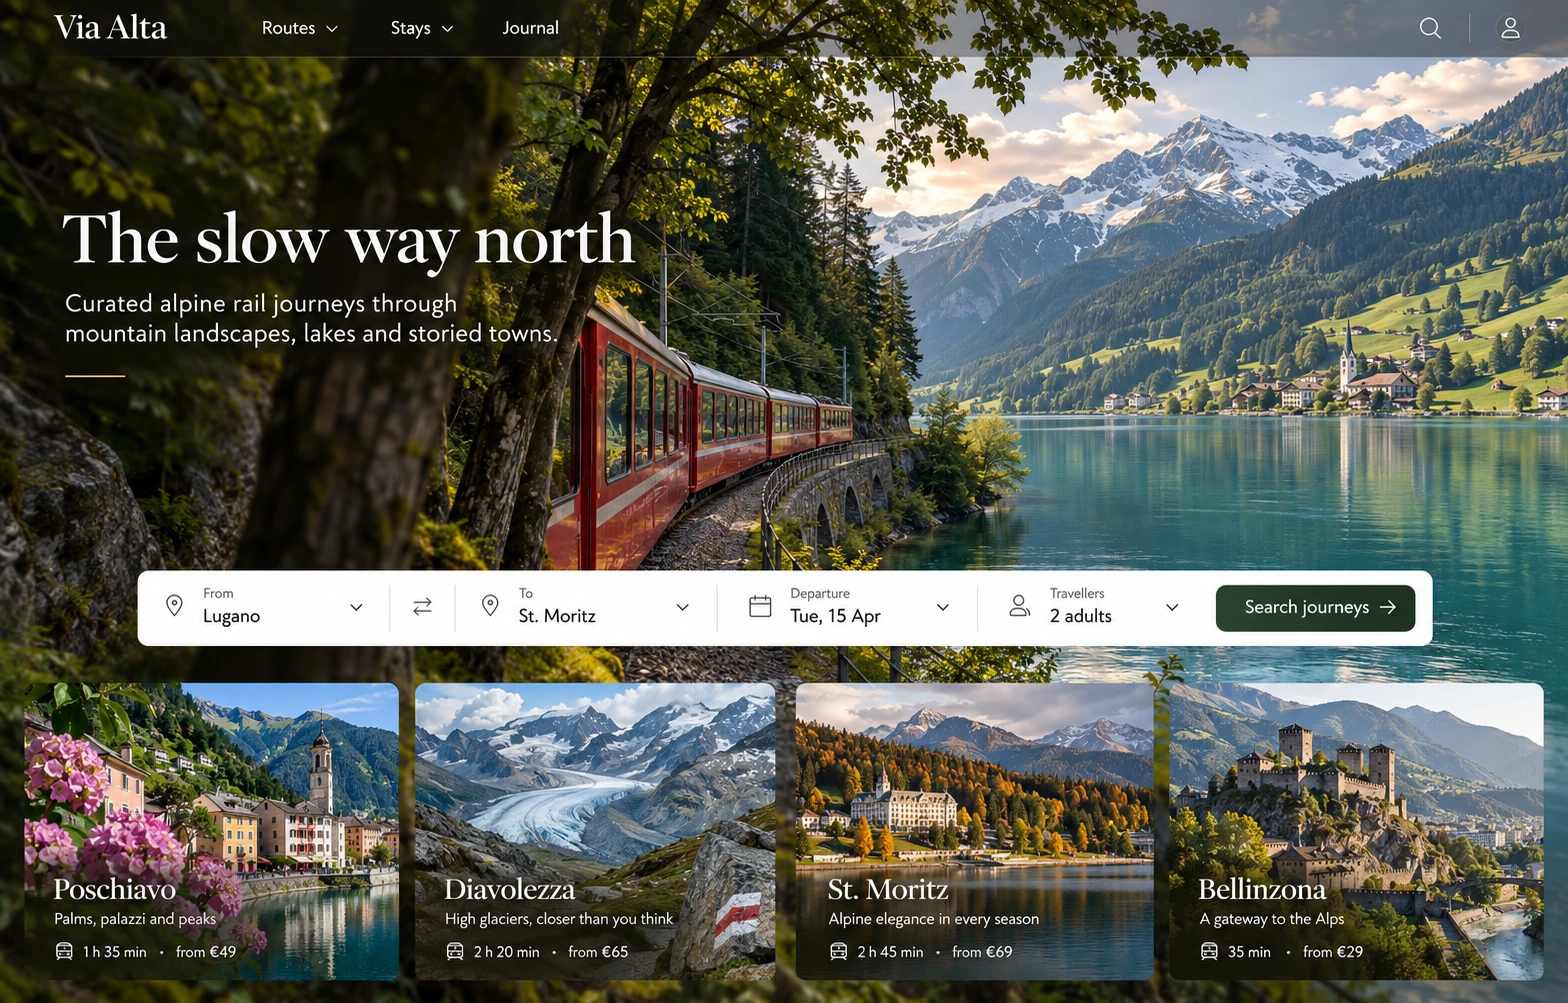 Via Alta
Routes
Stays
Journal
The slow way north
Curated alpine rail journeys through
mountain landscapes, lakes and storied towns.
From
Lugano
To
St. Moritz
Departure
Tue, 15 Apr
Travellers
2 adults
Search journeys
Poschiavo
Palms, palazzi and peaks
1 h 35 min • from €49
Diavolezza
High glaciers, closer than you think
2 h 20 min • from €65
St. Moritz
Alpine elegance in every season
2 h 45 min • from €69
Bellinzona
A gateway to the Alps
35 min • from €29